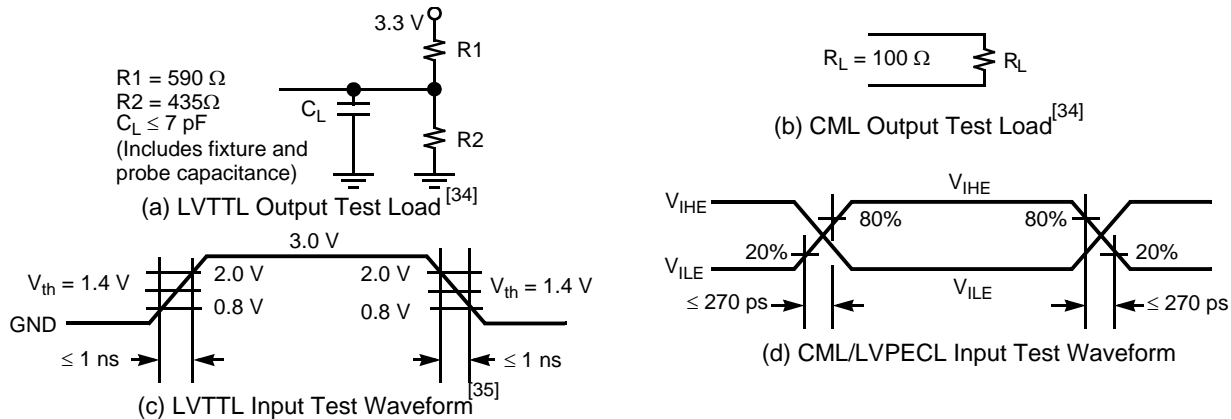 3.3 V
R1
R1 = 590 Ω
R2 = 435Ω
C_L ≤ 7 pF
(Includes fixture and
probe capacitance)
C_L
R2
(a) LVTTL Output Test Load[34]
R_L = 100 Ω
R_L
(b) CML Output Test Load[34]
3.0 V
V_th = 1.4 V
2.0 V
0.8 V
2.0 V
0.8 V
V_th = 1.4 V
GND
≤ 1 ns
≤ 1 ns
(c) LVTTL Input Test Waveform[35]
V_IHE
V_IHE
80%
80%
20%
20%
V_ILE
V_ILE
≤ 270 ps
≤ 270 ps
(d) CML/LVPECL Input Test Waveform